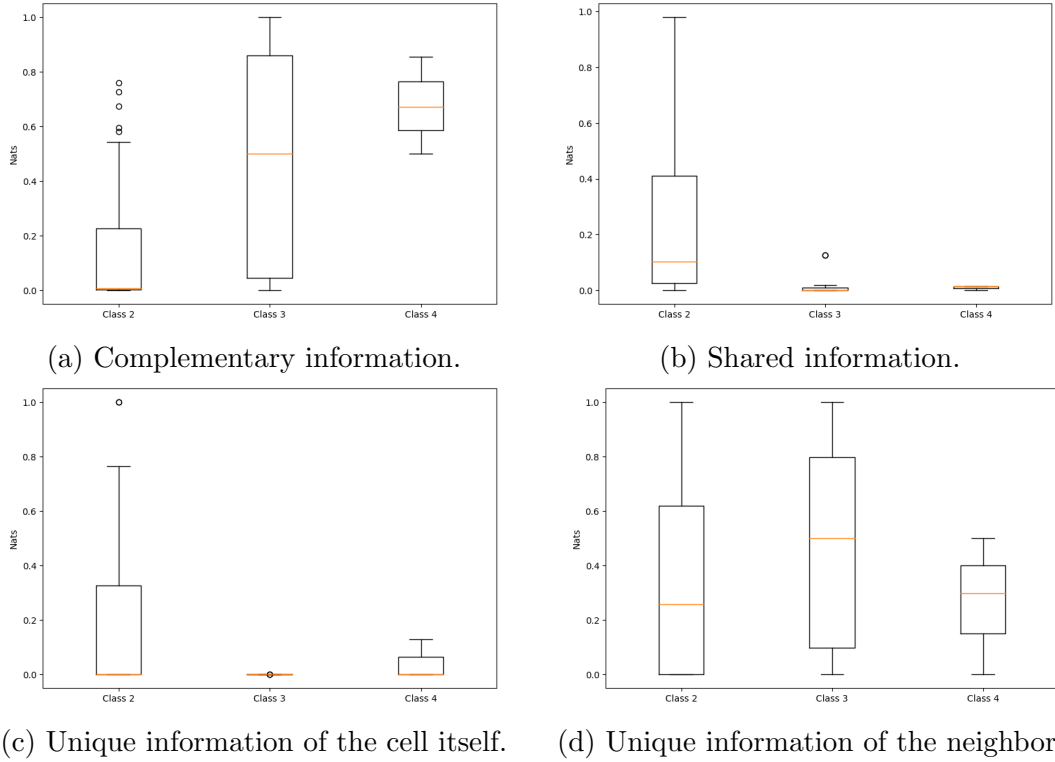 1.0
0.8
0.6
0.4
0.2
0.0
Nats
Class 2 Class 3 Class 4
(a) Complementary information.
1.0
0.8
0.6
0.4
0.2
0.0
Nats
Class 2 Class 3 Class 4
(b) Shared information.
1.0
0.8
0.6
0.4
0.2
0.0
Nats
Class 2 Class 3 Class 4
(c) Unique information of the cell itself.
1.0
0.8
0.6
0.4
0.2
0.0
Nats
Class 2 Class 3 Class 4
(d) Unique information of the neighbor